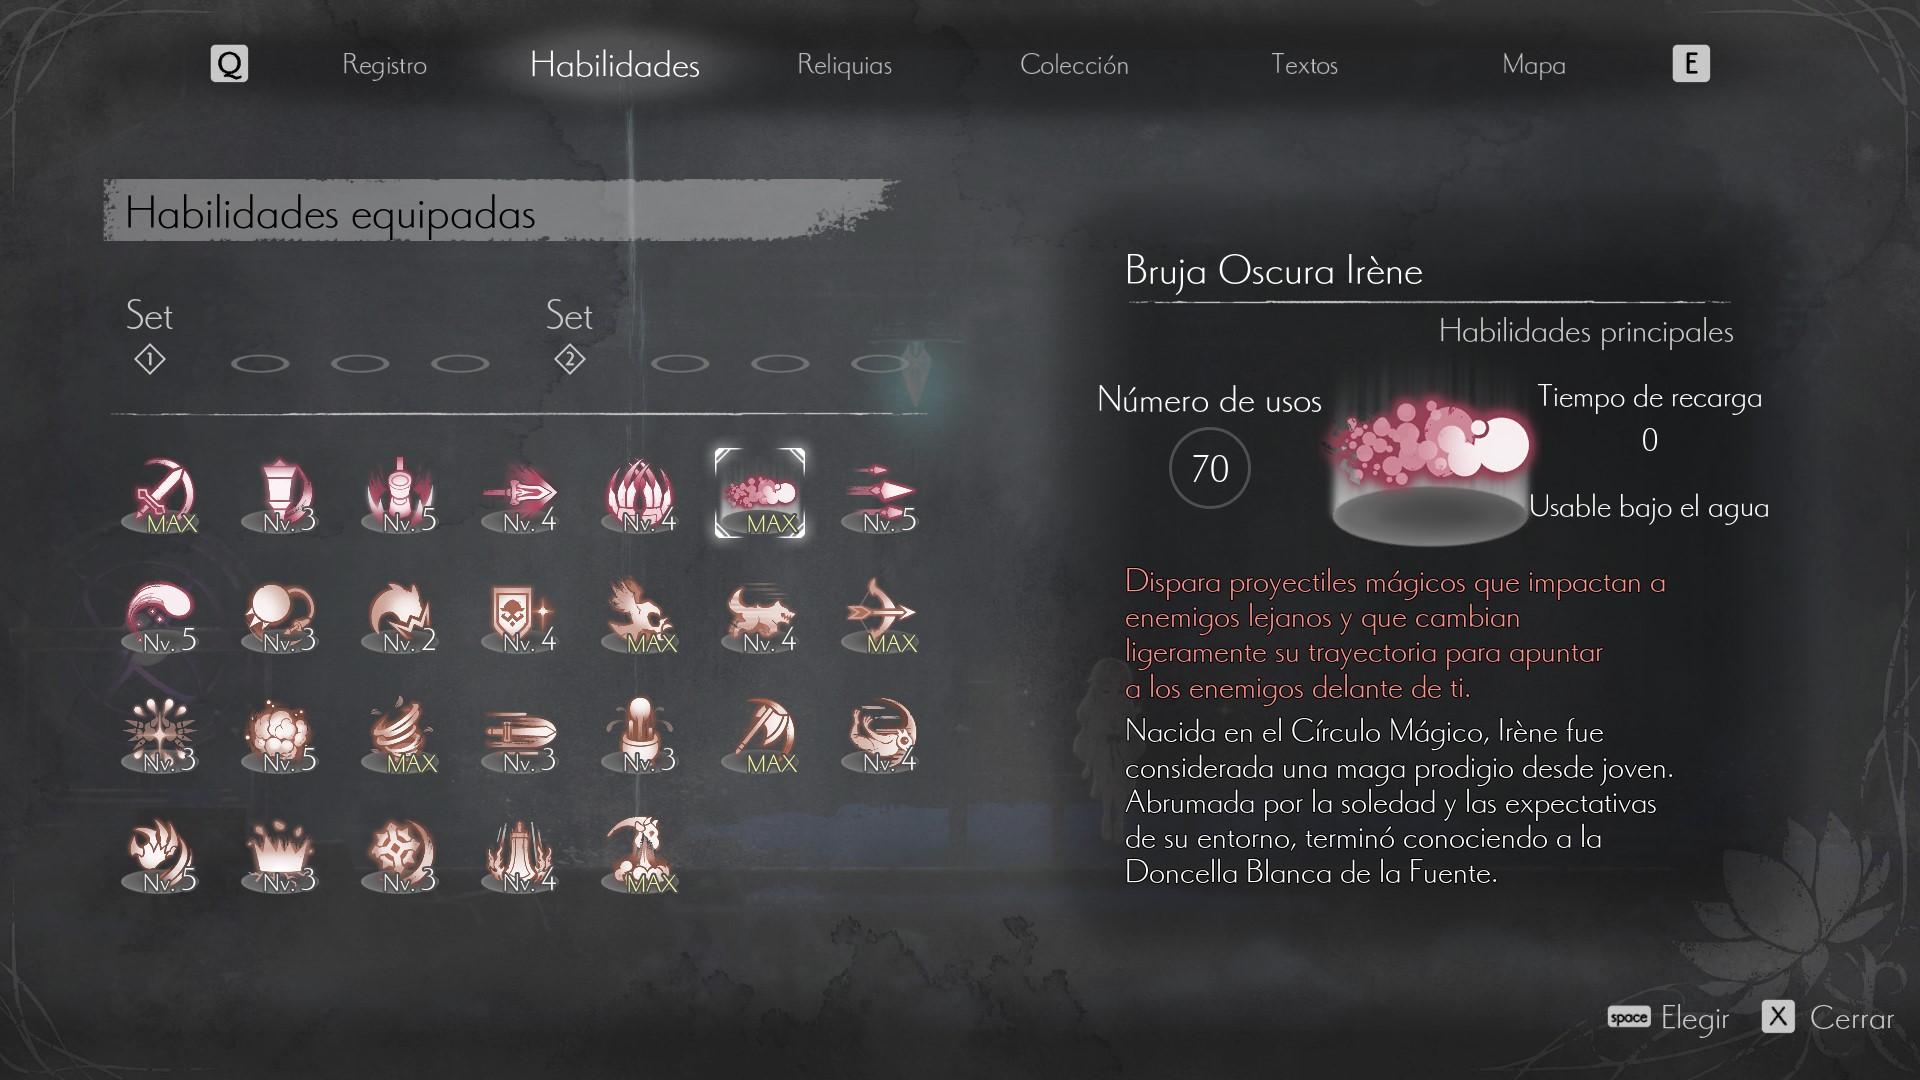 Q Registro Habilidades Reliquias Colección Textos Mapa E
Habilidades equipadas
Set Set
1 2
MAX Nv. 3 Nv. 5 Nv. 4 Nv. 4 MAX Nv. 5
Nv. 5 Nv. 3 Nv. 2 Nv. 4 MAX Nv. 4 MAX
Nv. 3 Nv. 5 MAX Nv. 3 Nv. 3 MAX Nv. 4
Nv. 5 Nv. 3 Nv. 3 Nv. 4 MAX
Bruja Oscura Irène
Habilidades principales
Número de usos
70
Tiempo de recarga
0
Usable bajo el agua
Dispara proyectiles mágicos que impactan a
enemigos lejanos y que cambian
ligeramente su trayectoria para apuntar
a los enemigos delante de ti.
Nacida en el Círculo Mágico, Irène fue
considerada una maga prodigio desde joven.
Abrumada por la soledad y las expectativas
de su entorno, terminó conociendo a la
Doncella Blanca de la Fuente.
space Elegir X Cerrar